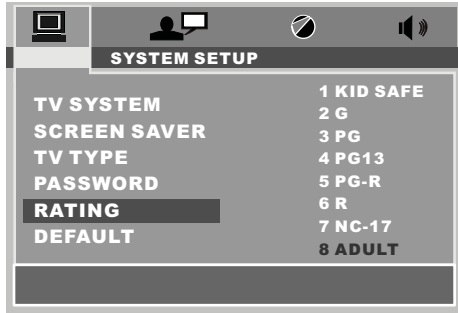 SYSTEM SETUP
TV SYSTEM
SCREEN SAVER
TV TYPE
PASSWORD
RATING
DEFAULT
1 KID SAFE
2 G
3 PG
4 PG13
5 PG-R
6 R
7 NC-17
8 ADULT